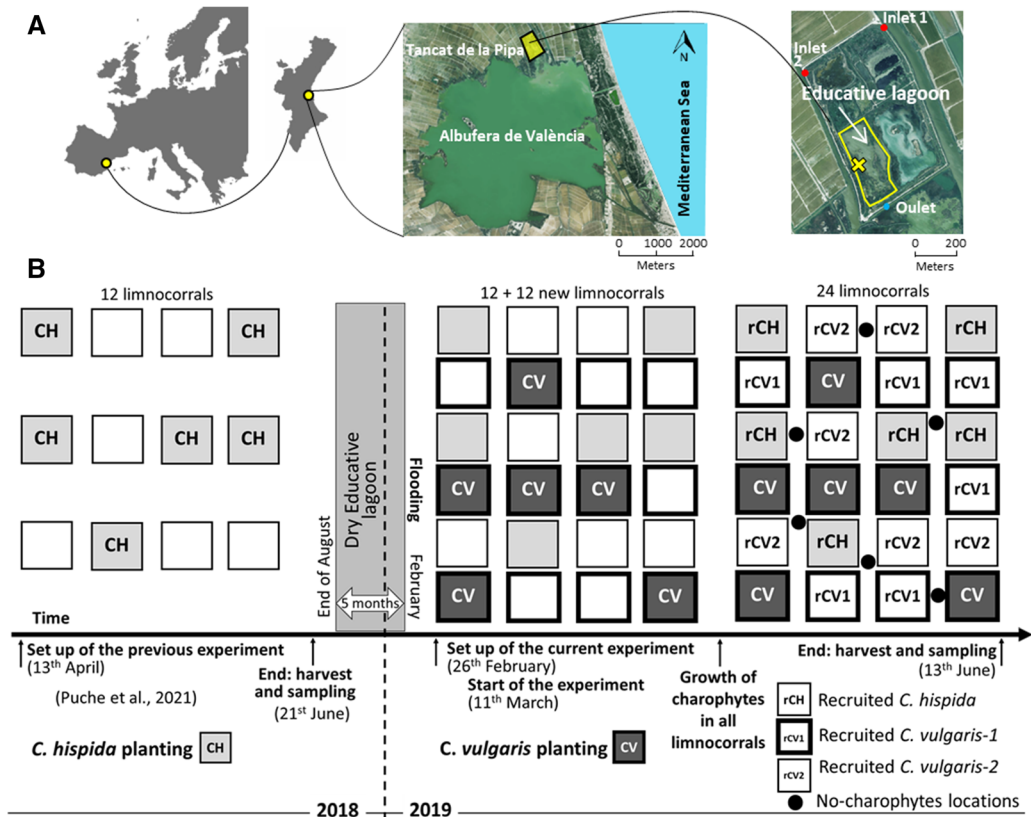 A
Tancat de la Pipa
Albufera de València
Mediterranean Sea
N
0 1000 2000
Meters
Inlet 1
Inlet
2
Educative lagoon
Oulet
0 200
Meters
B
12 limnocorrals
12 + 12 new limnocorrals
24 limnocorrals
CH CH
CH CH CH
CH
End of August
Dry Educative
lagoon
5 months
Flooding
February
CV
CV CV CV
CV CV
rCH rCV2 rCV2 rCH
rCV1 CV rCV1 rCV1
rCH rCV2 rCH rCH
CV CV CV rCV1
rCV2 rCH rCV2 rCV2
CV rCV1 rCV1 CV
Time
Set up of the previous experiment
(13th April)
(Puche et al., 2021)
End: harvest
and sampling
(21st June)
Set up of the current experiment
(26th February)
Start of the experiment
(11th March)
Growth of
charophytes
in all
limnocorrals
End: harvest and sampling
(13th June)
C. hispida planting CH
C. vulgaris planting CV
rCH Recruited C. hispida
rCV1 Recruited C. vulgaris-1
rCV2 Recruited C. vulgaris-2
No-charophytes locations
2018 2019